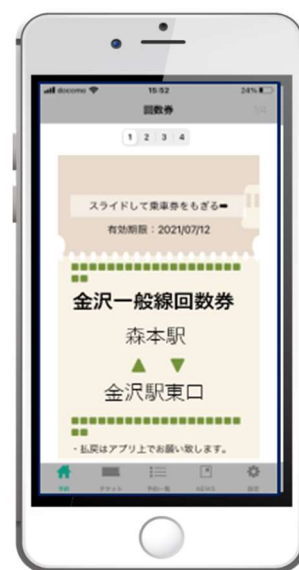 docomo 15:52 24%
回数券
1 2 3 4
スライドして乗車券をもぎる➡
有効期限：2021/07/12
金沢一般線回数券
森本駅
▲ ▼
金沢駅東口
・払戻はアプリ上でお願い致します。
NEWS